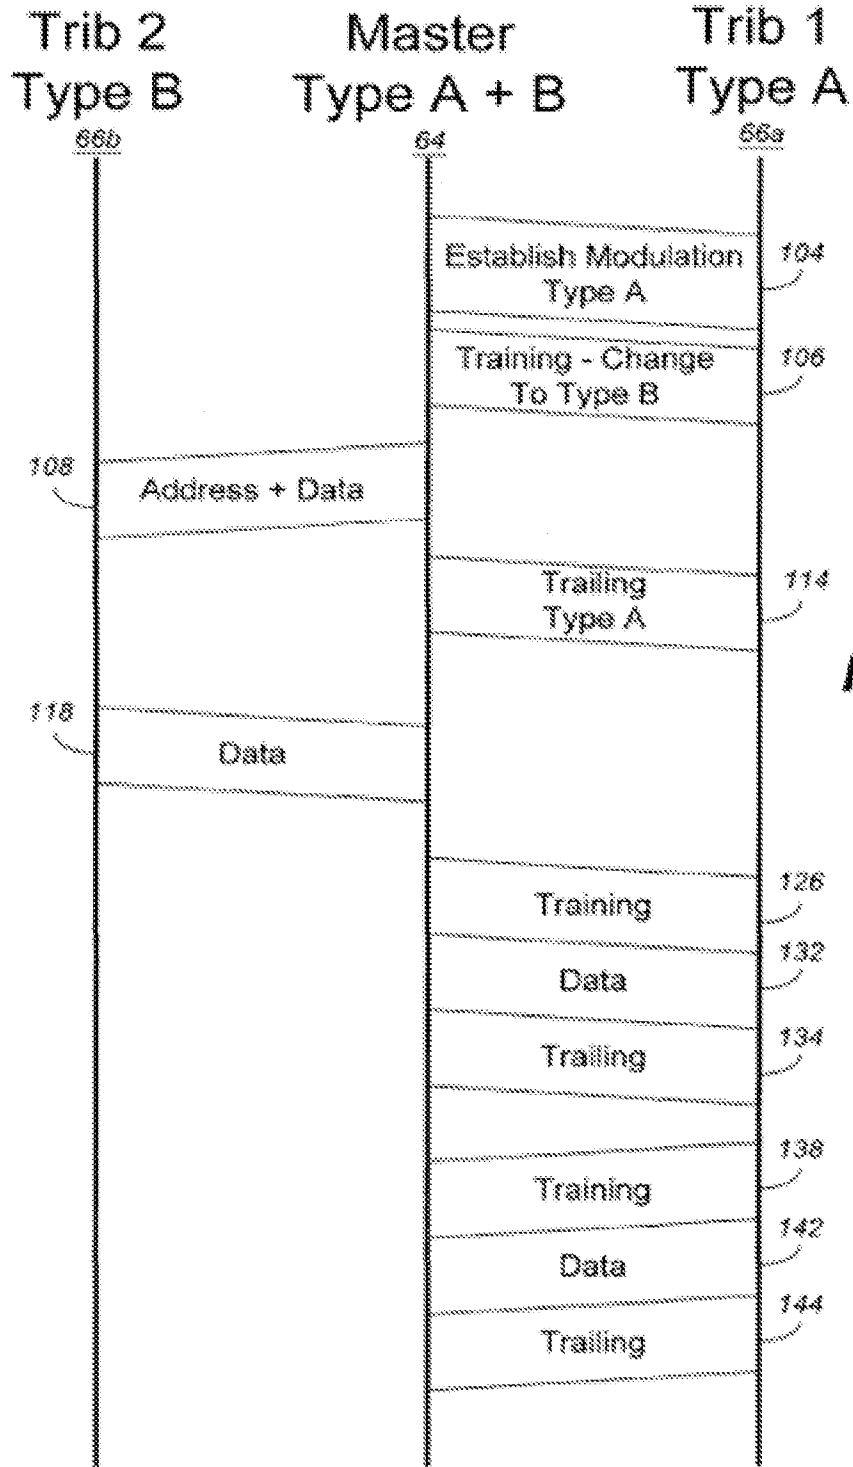 Trib 2
Type B
66b
Master
Type A + B
64
Trib 1
Type A
66a
Establish Modulation
Type A
104
Training - Change
To Type B
106
108
Address + Data
Trailing
Type A
114
118
Data
Training
126
Data
132
Trailing
134
Training
138
Data
142
Trailing
144